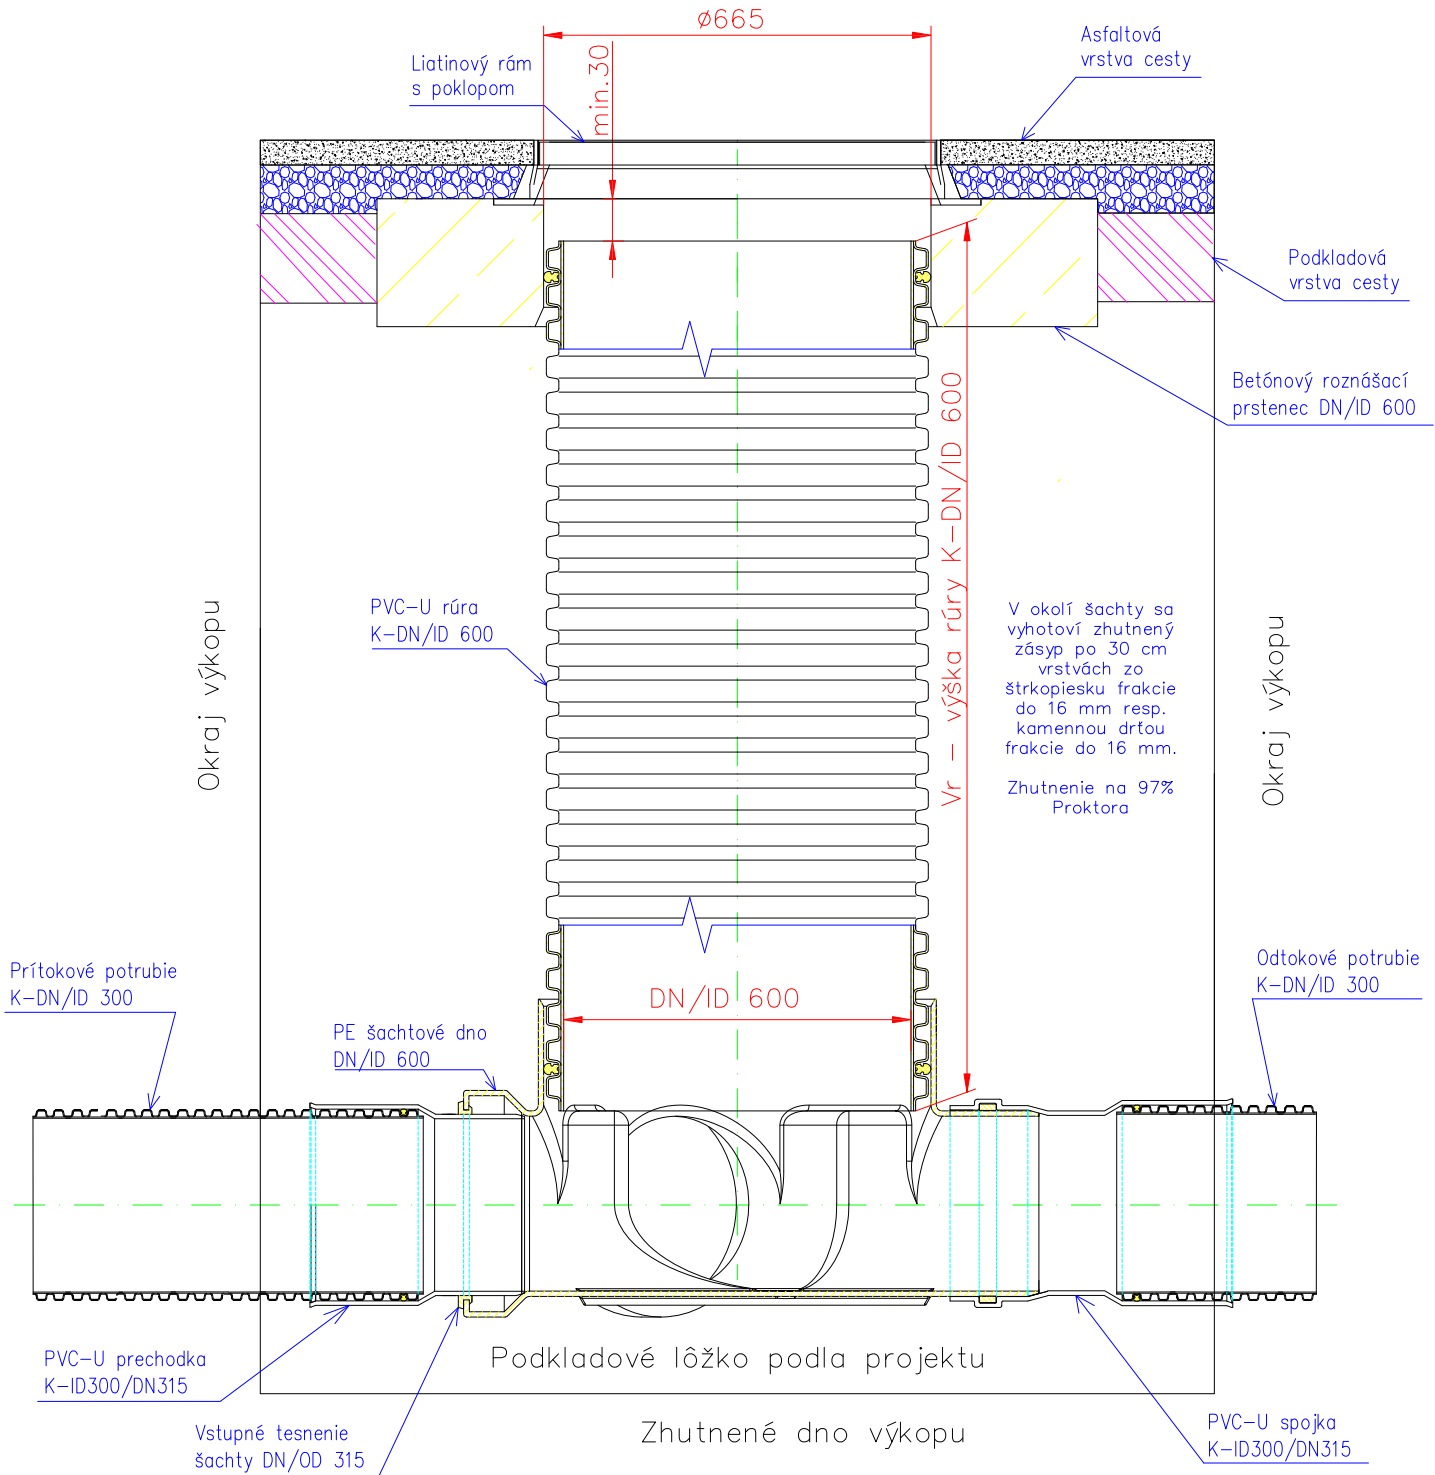 ø665
min.30
Liatinový rám
s poklopom
Asfaltová
vrstva cesty
Podkladová
vrstva cesty
Betónový roznášací
prstenec DN/ID 600
Vr – výška rúry K–DN/ID 600
PVC–U rúra
K–DN/ID 600
Okraj výkopu
V okolí šachty sa
vyhotoví zhutnený
zásyp po 30 cm
vrstvách zo
štrkopiesku frakcie
do 16 mm resp.
kamennou drťou
frakcie do 16 mm.
Zhutnenie na 97%
Proktora
Okraj výkopu
Prítokové potrubie
K–DN/ID 300
PE šachtové dno
DN/ID 600
DN/ID 600
Odtokové potrubie
K–DN/ID 300
PVC–U prechodka
K–ID300/DN315
Vstupné tesnenie
šachty DN/OD 315
Podkladové lôžko podla projektu
Zhutnené dno výkopu
PVC–U spojka
K–ID300/DN315